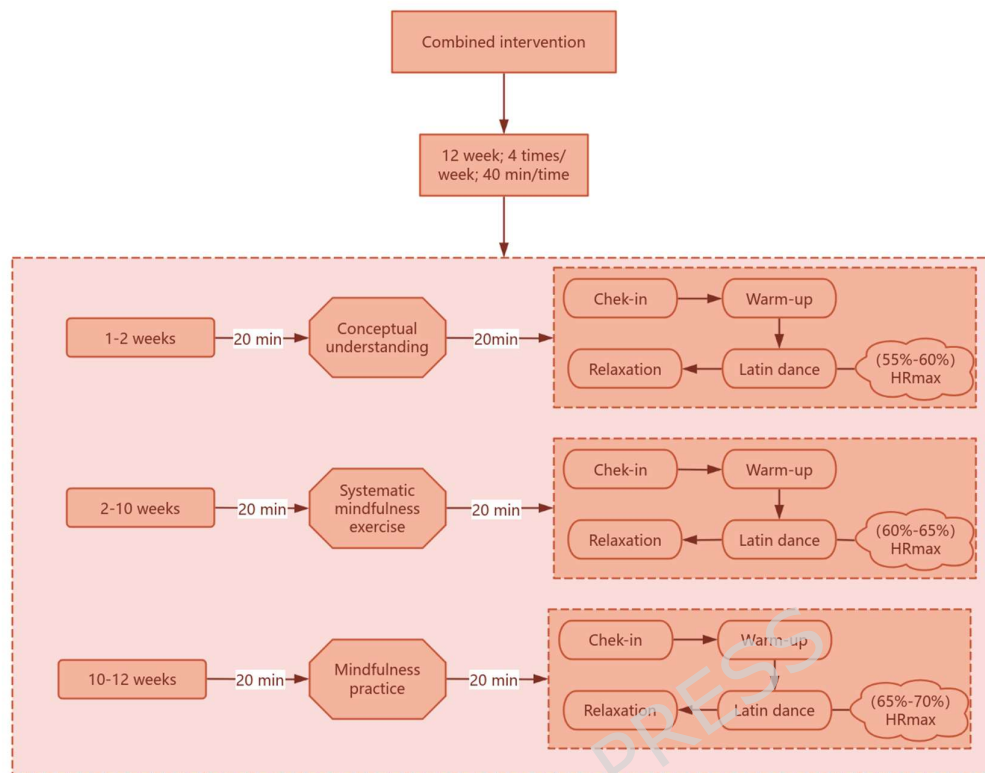 Combined intervention
12 week; 4 times/
week; 40 min/time
1-2 weeks
20 min
Conceptual
understanding
20min
Chek-in
Warm-up
Relaxation
Latin dance
(55%-60%)
HRmax
2-10 weeks
20 min
Systematic
mindfulness
exercise
20 min
Chek-in
Warm-up
Relaxation
Latin dance
(60%-65%)
HRmax
10-12 weeks
20 min
Mindfulness
practice
20 min
Chek-in
Warm-up
Relaxation
Latin dance
(65%-70%)
HRmax
PRESS